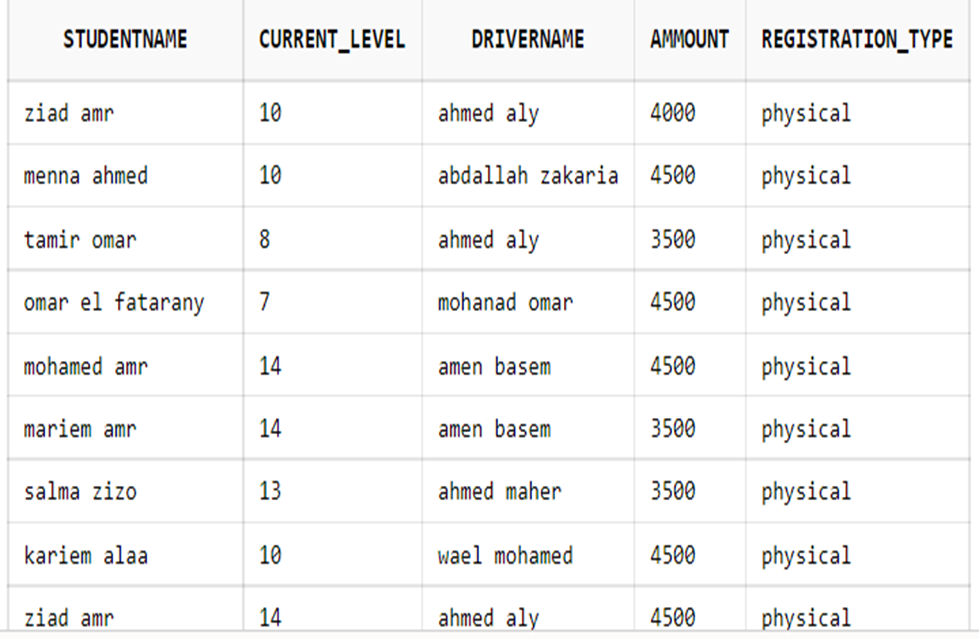 STUDENTNAME CURRENT_LEVEL DRIVERNAME AMMOUNT REGISTRATION_TYPE
ziad amr 10 ahmed aly 4000 physical
menna ahmed 10 abdallah zakaria 4500 physical
tamir omar 8 ahmed aly 3500 physical
omar el fatarany 7 mohanad omar 4500 physical
mohamed amr 14 amen basem 4500 physical
mariem amr 14 amen basem 3500 physical
salma zizo 13 ahmed maher 3500 physical
kariem alaa 10 wael mohamed 4500 physical
ziad amr 14 ahmed aly 4500 physical